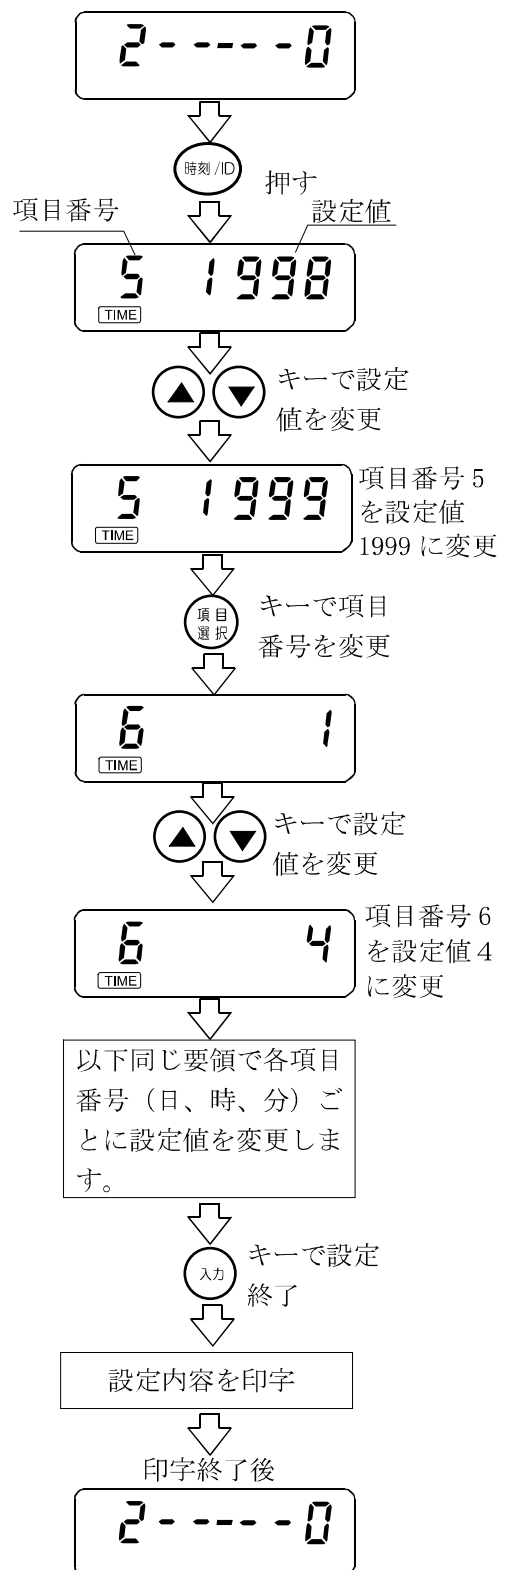 2-----0
時刻/ID
押す
項目番号
設定値
5 1998
TIME
▲ ▼
キーで設定
値を変更
5 1999
TIME
項目番号5
を設定値
1999に変更
項目
選択
キーで項目
番号を変更
6 1
TIME
▲ ▼
キーで設定
値を変更
6 4
TIME
項目番号6
を設定値4
に変更
以下同じ要領で各項目
番号（日、時、分）ご
とに設定値を変更しま
す。
入力
キーで設定
終了
設定内容を印字
印字終了後
2-----0